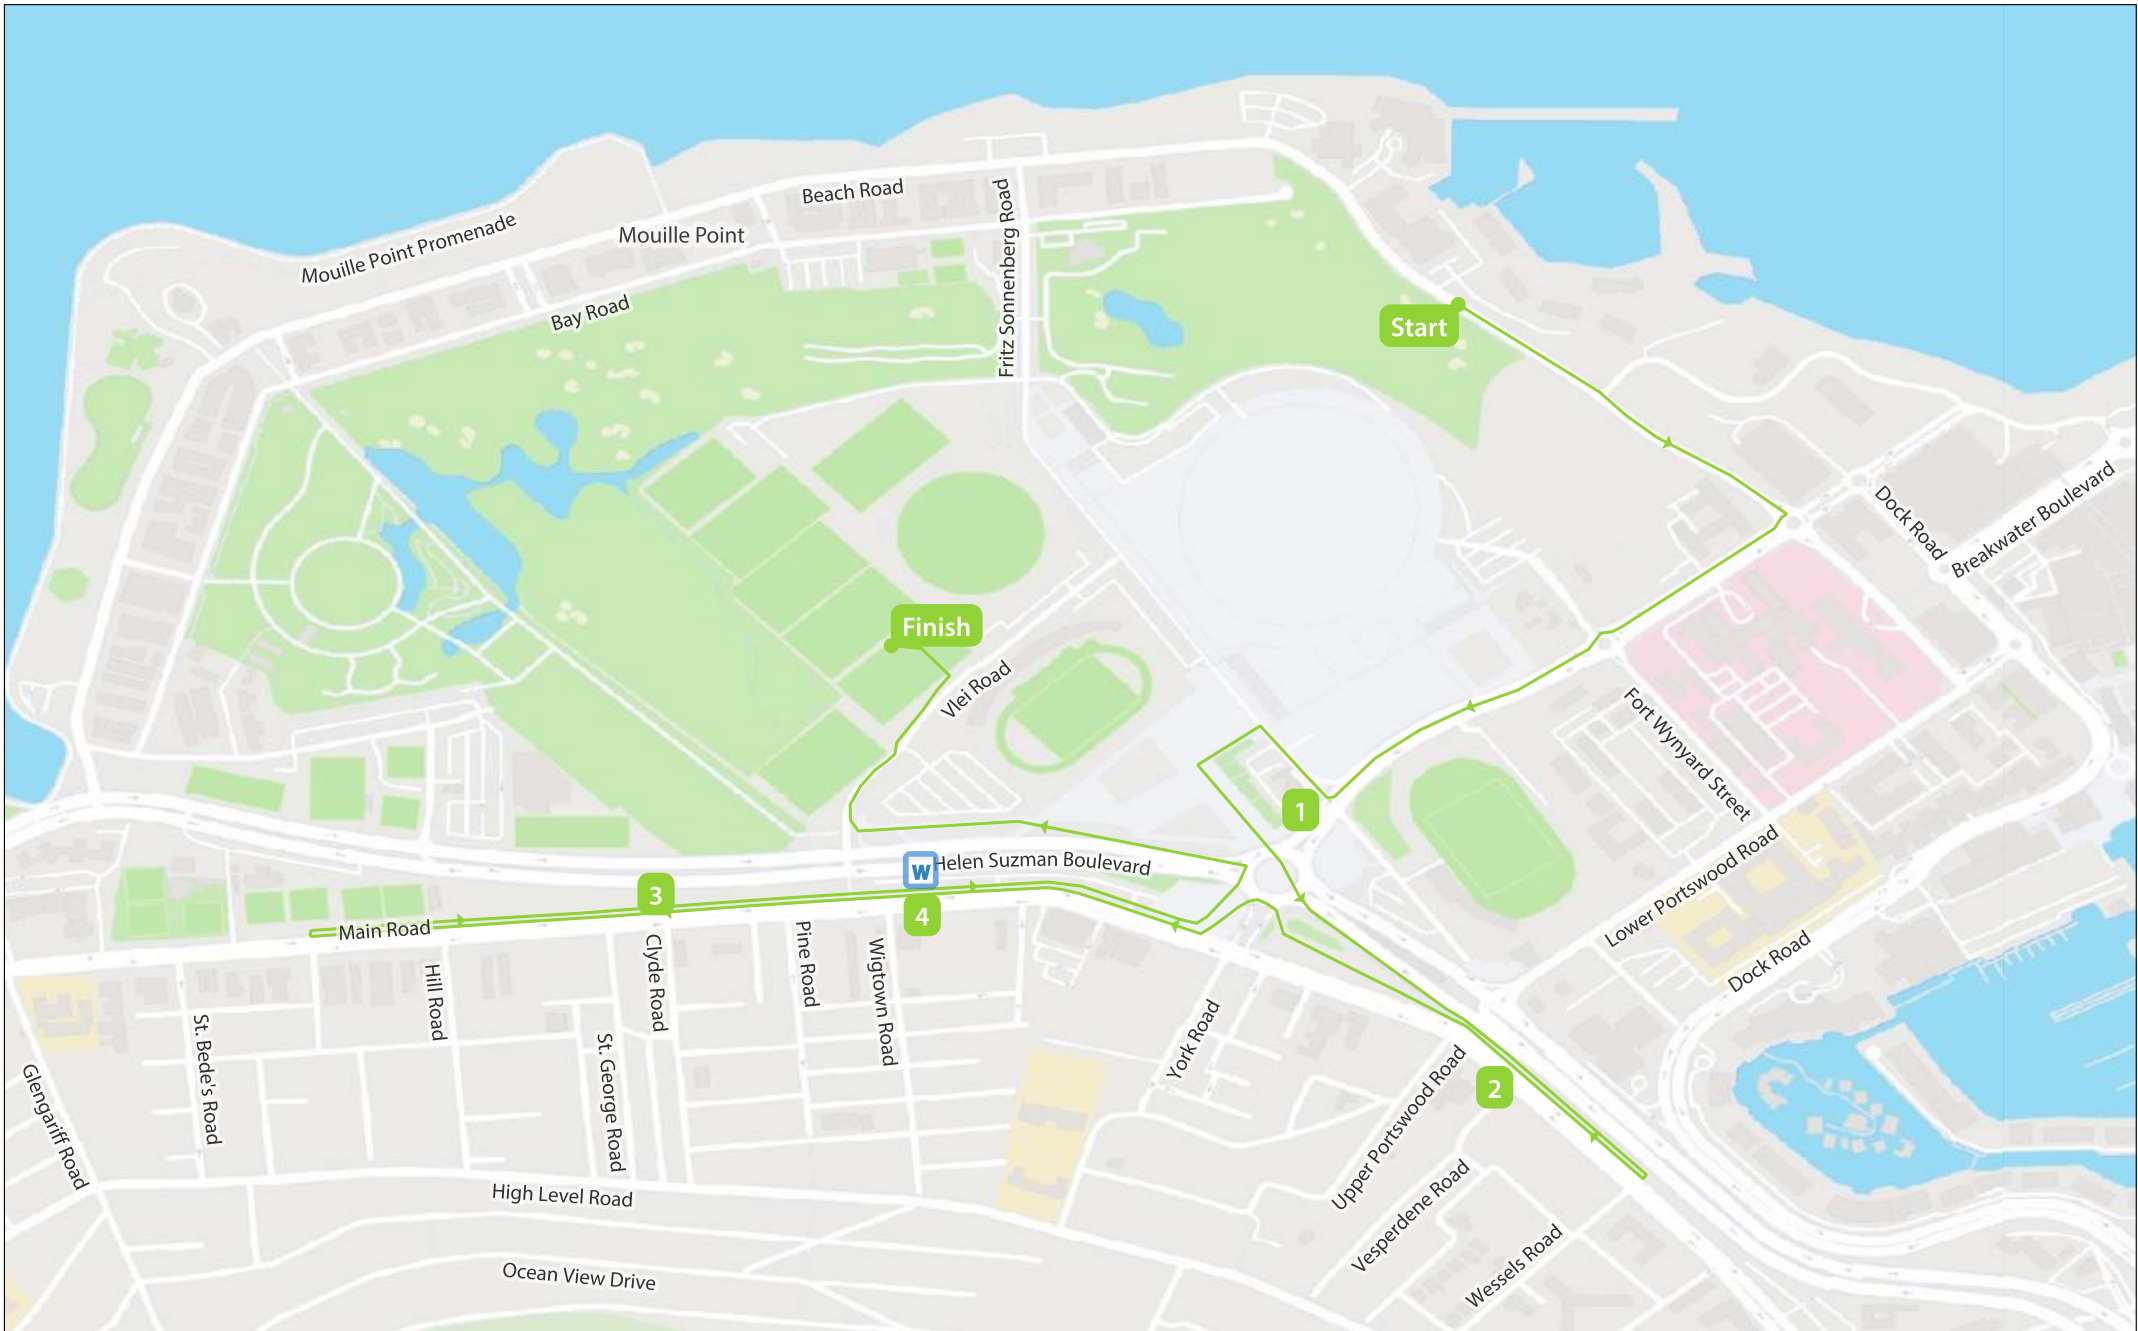 Beach Road
Mouille Point
Mouille Point Promenade
Bay Road
Fritz Sonnenberg Road
Start
Dock Road
Breakwater Boulevard
Finish
Vlei Road
Fort Wynyard Street
1
Lower Portswood Road
W
Helen Suzman Boulevard
3
4
Main Road
Dock Road
Hill Road
Clyde Road
Pine Road
Wigtown Road
St. Bede's Road
St. George Road
York Road
Upper Portswood Road
2
Glengariff Road
High Level Road
Vesperdene Road
Wessels Road
Ocean View Drive